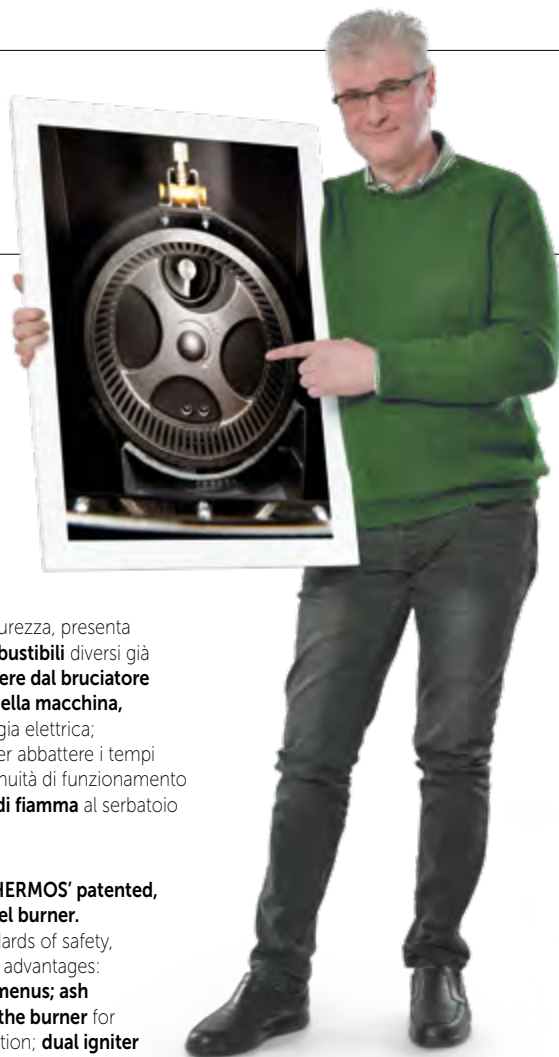 urezza, presenta
bustibili diversi già
ere dal bruciatore
ella macchina,
gia elettrica;
er abbattere i tempi
nuità di funzionamento
di fiamma al serbatoio
HERMOS' patented,
el burner.
dards of safety,
advantages:
menus; ash
the burner for
tion; dual igniter